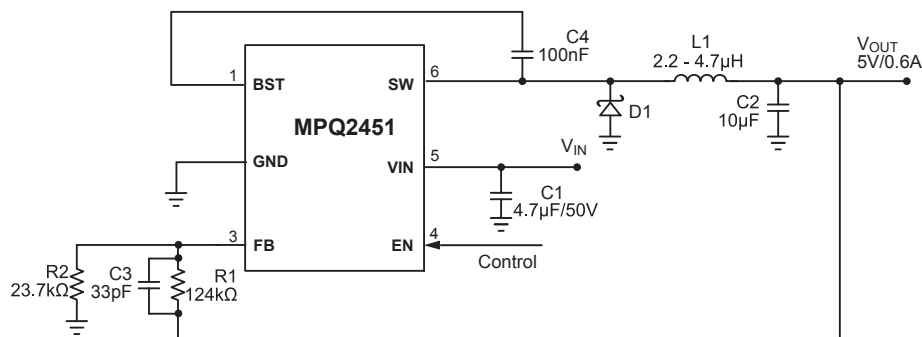 C4
100nF
L1
2.2 - 4.7µH
VOUT
5V/0.6A
1
BST
SW
6
MPQ2451
D1
C2
10µF
GND
VIN
5
VIN
C1
4.7µF/50V
3
FB
EN
4
Control
R2
23.7kΩ
C3
33pF
R1
124kΩ